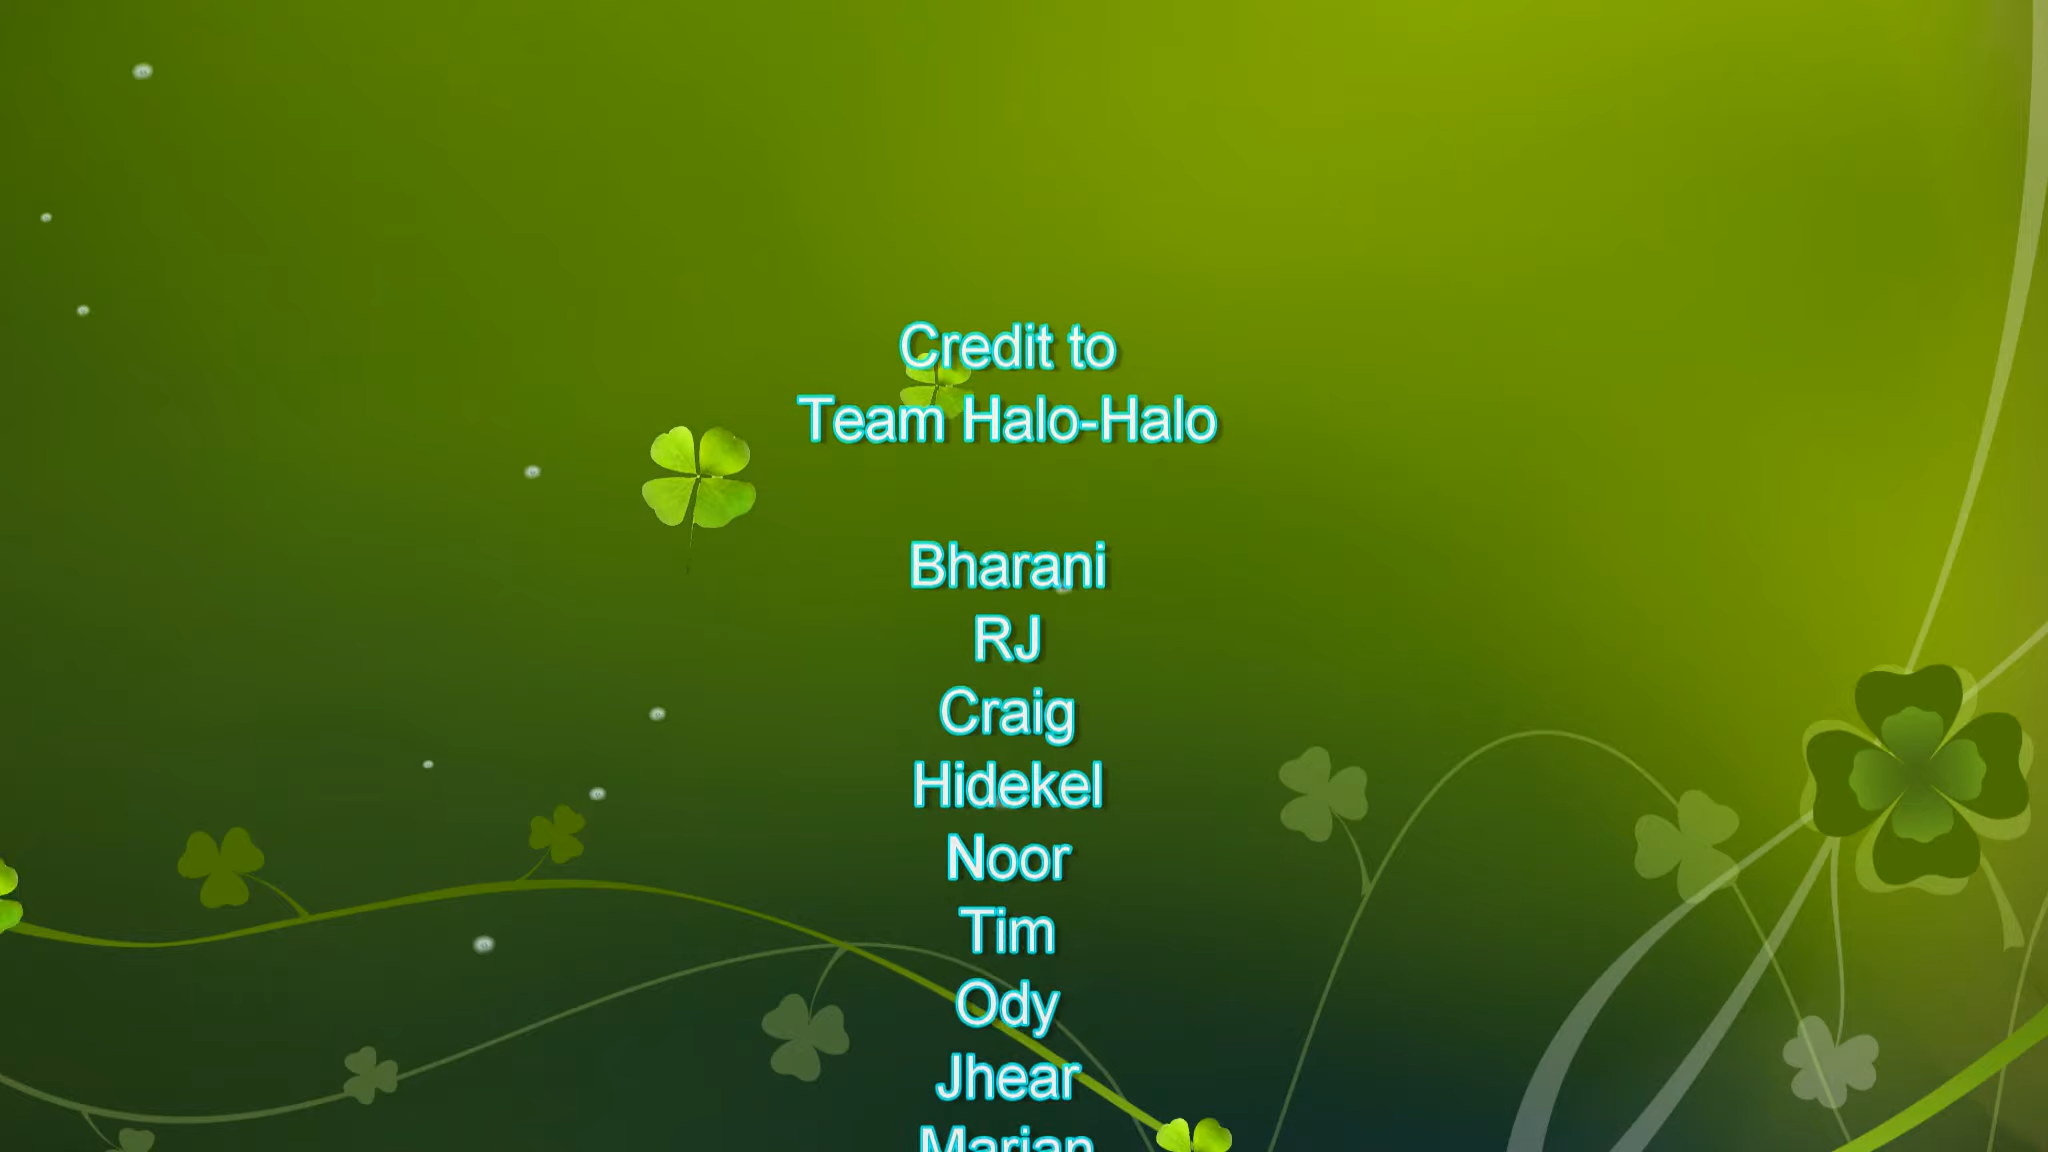 Credit to
Team Halo-Halo
Bharani
RJ
Craig
Hidekel
Noor
Tim
Ody
Jhear
Marian